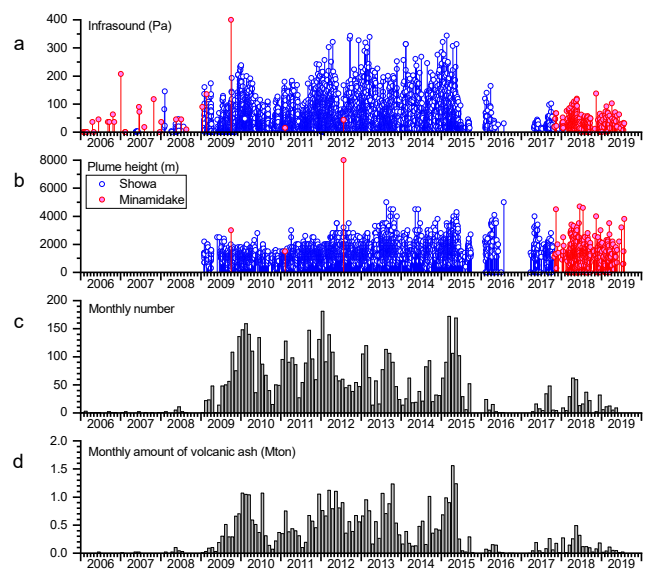 a
Infrasound (Pa)
400
300
200
100
0
2006 2007 2008 2009 2010 2011 2012 2013 2014 2015 2016 2017 2018 2019
b
Plume height (m)
Showa
Minamidake
8000
6000
4000
2000
0
2006 2007 2008 2009 2010 2011 2012 2013 2014 2015 2016 2017 2018 2019
c
Monthly number
200
150
100
50
0
2006 2007 2008 2009 2010 2011 2012 2013 2014 2015 2016 2017 2018 2019
d
Monthly amount of volcanic ash (Mton)
2.0
1.5
1.0
0.5
0.0
2006 2007 2008 2009 2010 2011 2012 2013 2014 2015 2016 2017 2018 2019